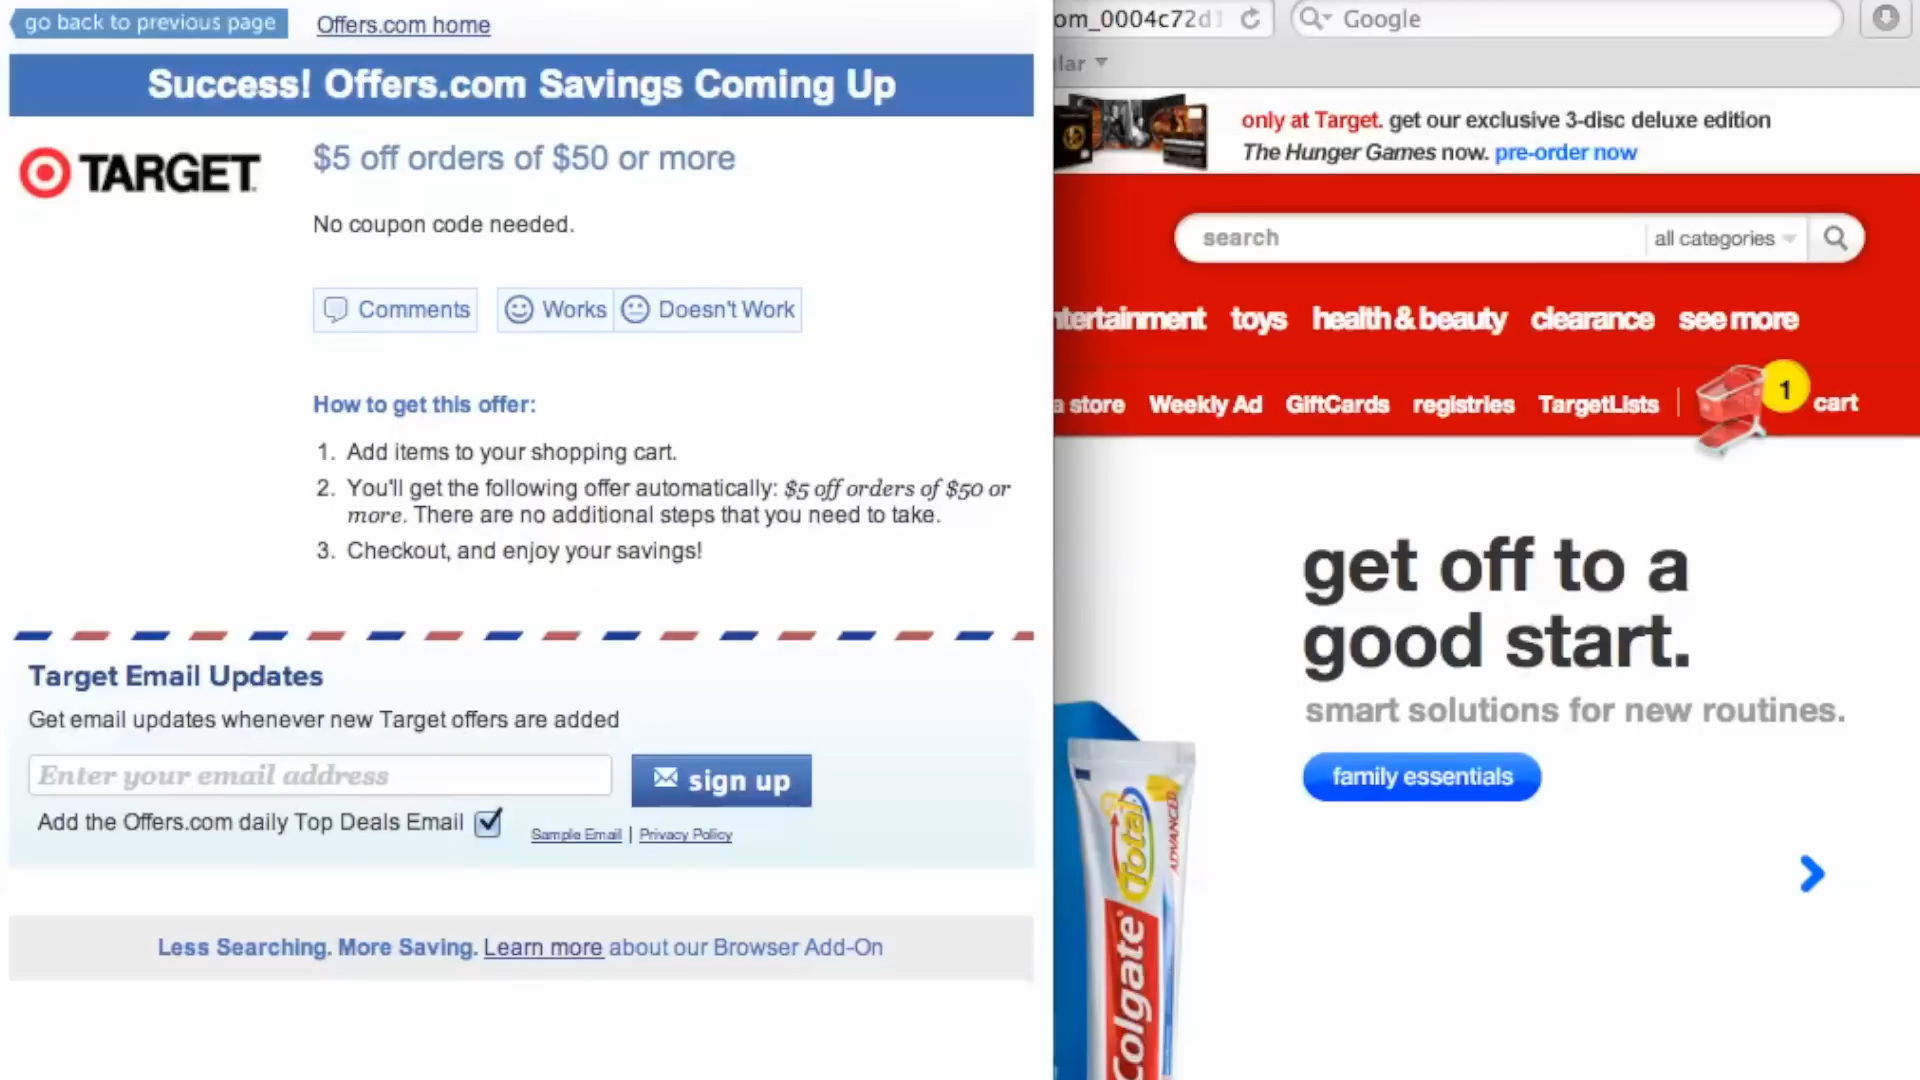 go back to previous page
Offers.com home
Success! Offers.com Savings Coming Up
TARGET
$5 off orders of $50 or more
No coupon code needed.
Comments
Works
Doesn't Work
How to get this offer:
1. Add items to your shopping cart.
2. You'll get the following offer automatically: $5 off orders of $50 or
more. There are no additional steps that you need to take.
3. Checkout, and enjoy your savings!
Target Email Updates
Get email updates whenever new Target offers are added
Enter your email address
sign up
Add the Offers.com daily Top Deals Email
Sample Email | Privacy Policy
Less Searching. More Saving. Learn more about our Browser Add-On
om_0004c72d1
Google
lar
only at Target. get our exclusive 3-disc deluxe edition
The Hunger Games now. pre-order now
search
all categories
ntertainment toys health & beauty clearance see more
a store Weekly Ad GiftCards registries TargetLists
1
cart
get off to a
good start.
smart solutions for new routines.
family essentials
Colgate
Total
ADVANCED